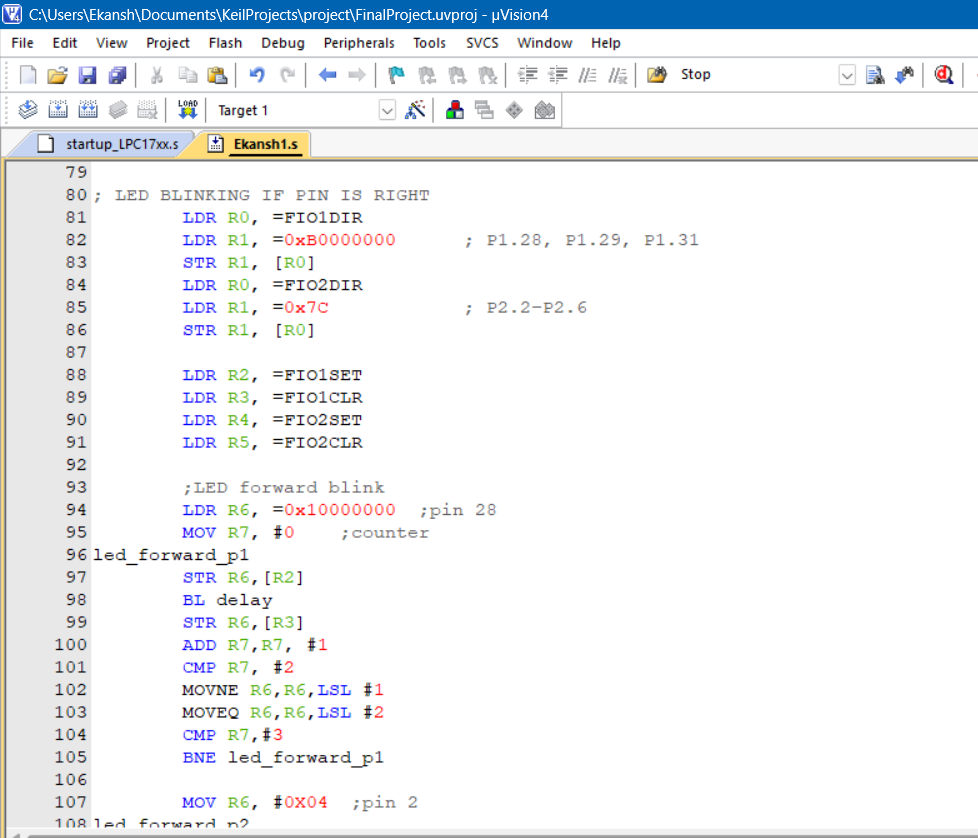 C:\Users\Ekansh\Documents\KeilProjects\project\FinalProject.uvproj - µVision4
File Edit View Project Flash Debug Peripherals Tools SVCS Window Help
Stop
LOAD Target 1
startup_LPC17xx.s Ekansh1.s
79
80 ; LED BLINKING IF PIN IS RIGHT
81 LDR R0, =FIO1DIR
82 LDR R1, =0xB0000000 ; P1.28, P1.29, P1.31
83 STR R1, [R0]
84 LDR R0, =FIO2DIR
85 LDR R1, =0x7C ; P2.2-P2.6
86 STR R1, [R0]
87
88 LDR R2, =FIO1SET
89 LDR R3, =FIO1CLR
90 LDR R4, =FIO2SET
91 LDR R5, =FIO2CLR
92
93 ;LED forward blink
94 LDR R6, =0x10000000 ;pin 28
95 MOV R7, #0 ;counter
96 led_forward_p1
97 STR R6,[R2]
98 BL delay
99 STR R6,[R3]
100 ADD R7,R7, #1
101 CMP R7, #2
102 MOVNE R6,R6,LSL #1
103 MOVEQ R6,R6,LSL #2
104 CMP R7,#3
105 BNE led_forward_p1
106
107 MOV R6, #0X04 ;pin 2
108 led_forward_p2